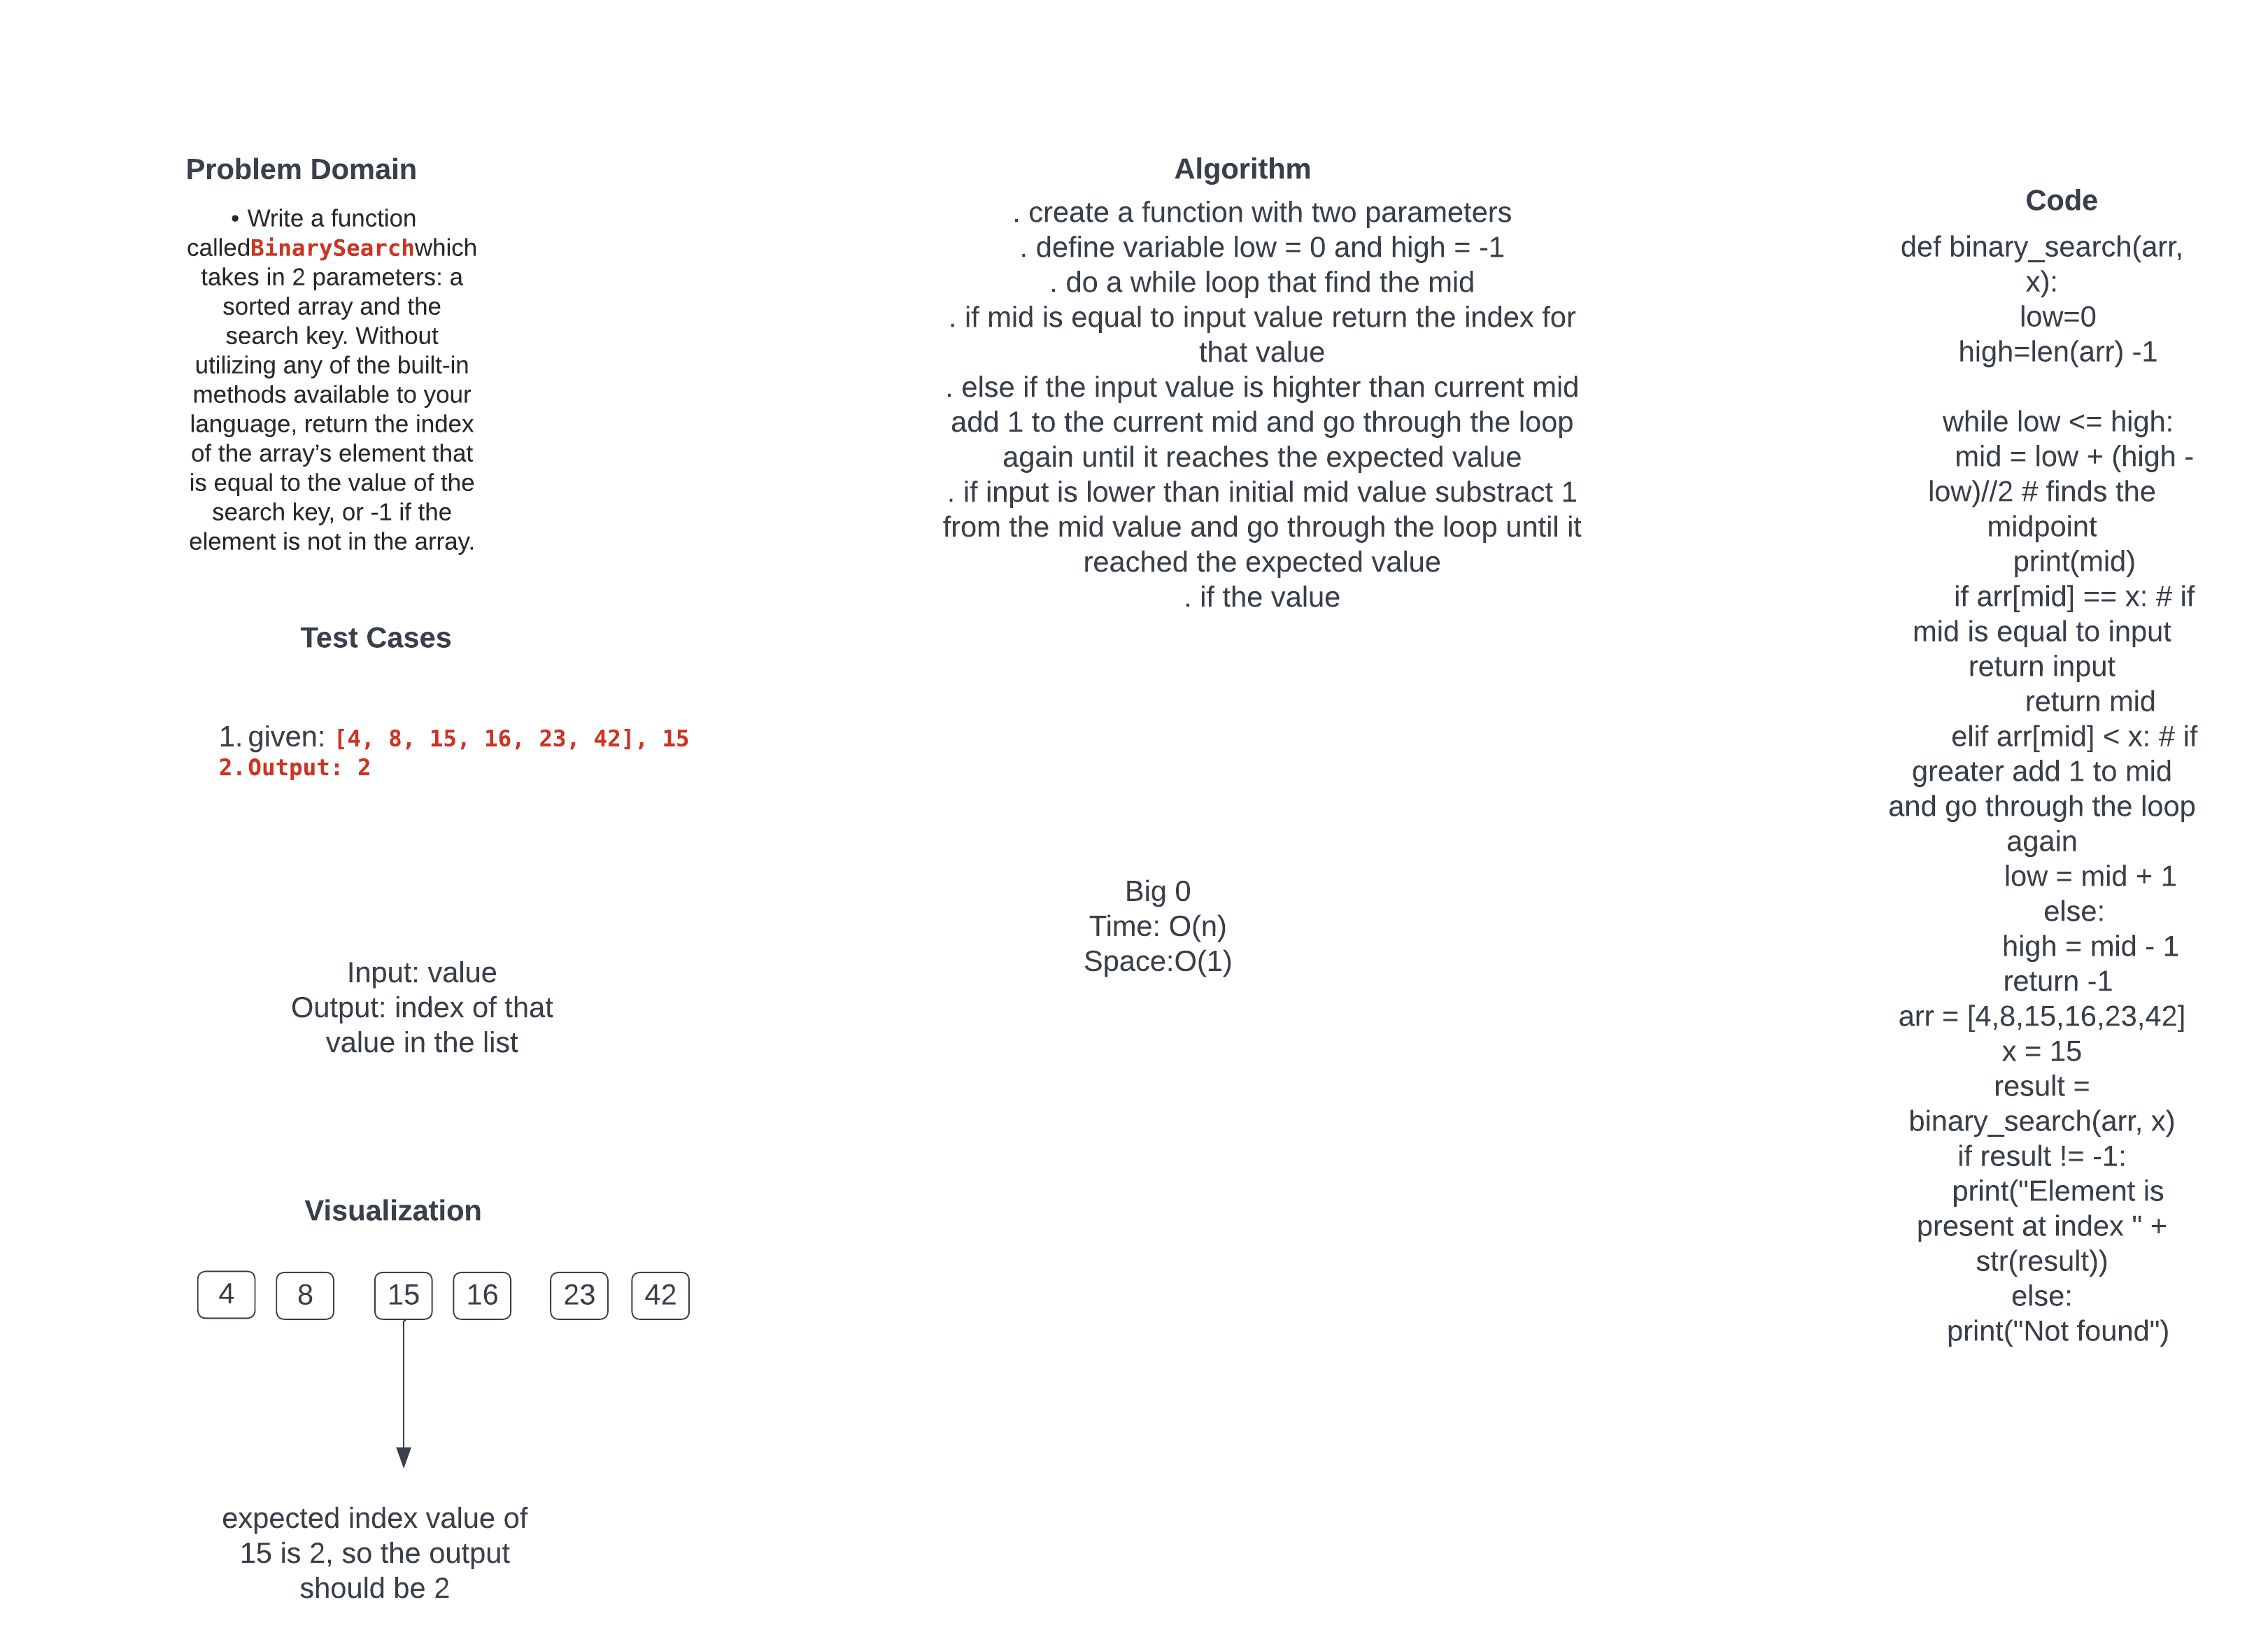 Problem Domain
• Write a function
calledBinarySearchwhich
takes in 2 parameters: a
sorted array and the
search key. Without
utilizing any of the built-in
methods available to your
language, return the index
of the array’s element that
is equal to the value of the
search key, or -1 if the
element is not in the array.
Test Cases
1. given: [4, 8, 15, 16, 23, 42], 15
2. Output: 2
Input: value
Output: index of that
value in the list
Visualization
4 8 15 16 23 42
expected index value of
15 is 2, so the output
should be 2
Algorithm
. create a function with two parameters
. define variable low = 0 and high = -1
. do a while loop that find the mid
. if mid is equal to input value return the index for
that value
. else if the input value is highter than current mid
add 1 to the current mid and go through the loop
again until it reaches the expected value
. if input is lower than initial mid value substract 1
from the mid value and go through the loop until it
reached the expected value
. if the value
Big 0
Time: O(n)
Space:O(1)
Code
def binary_search(arr,
x):
low=0
high=len(arr) -1
while low <= high:
mid = low + (high -
low)//2 # finds the
midpoint
print(mid)
if arr[mid] == x: # if
mid is equal to input
return input
return mid
elif arr[mid] < x: # if
greater add 1 to mid
and go through the loop
again
low = mid + 1
else:
high = mid - 1
return -1
arr = [4,8,15,16,23,42]
x = 15
result =
binary_search(arr, x)
if result != -1:
print("Element is
present at index " +
str(result))
else:
print("Not found")